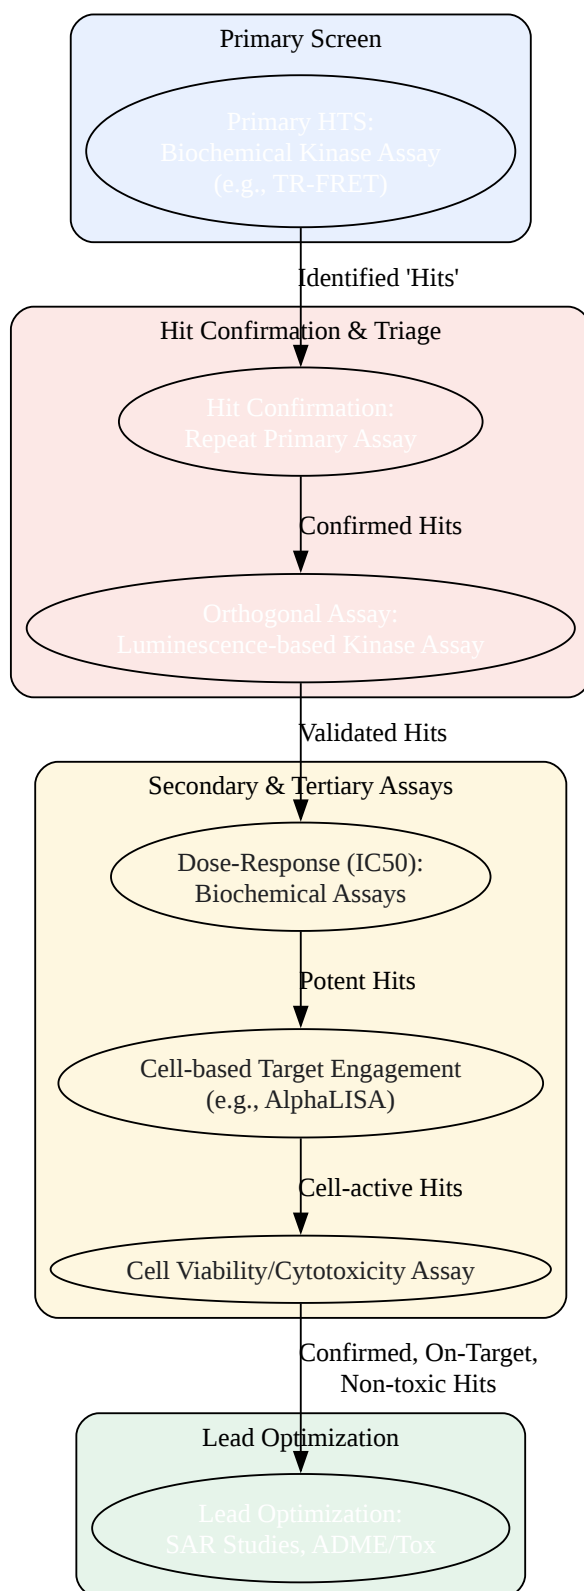 Primary Screen
Primary HTS:
Biochemical Kinase Assay
(e.g., TR-FRET)
Identified 'Hits'
Hit Confirmation & Triage
Hit Confirmation:
Repeat Primary Assay
Confirmed Hits
Orthogonal Assay:
Luminescence-based Kinase Assay
Validated Hits
Secondary & Tertiary Assays
Dose-Response (IC50):
Biochemical Assays
Potent Hits
Cell-based Target Engagement
(e.g., AlphaLISA)
Cell-active Hits
Cell Viability/Cytotoxicity Assay
Confirmed, On-Target,
Non-toxic Hits
Lead Optimization
Lead Optimization:
SAR Studies, ADME/Tox